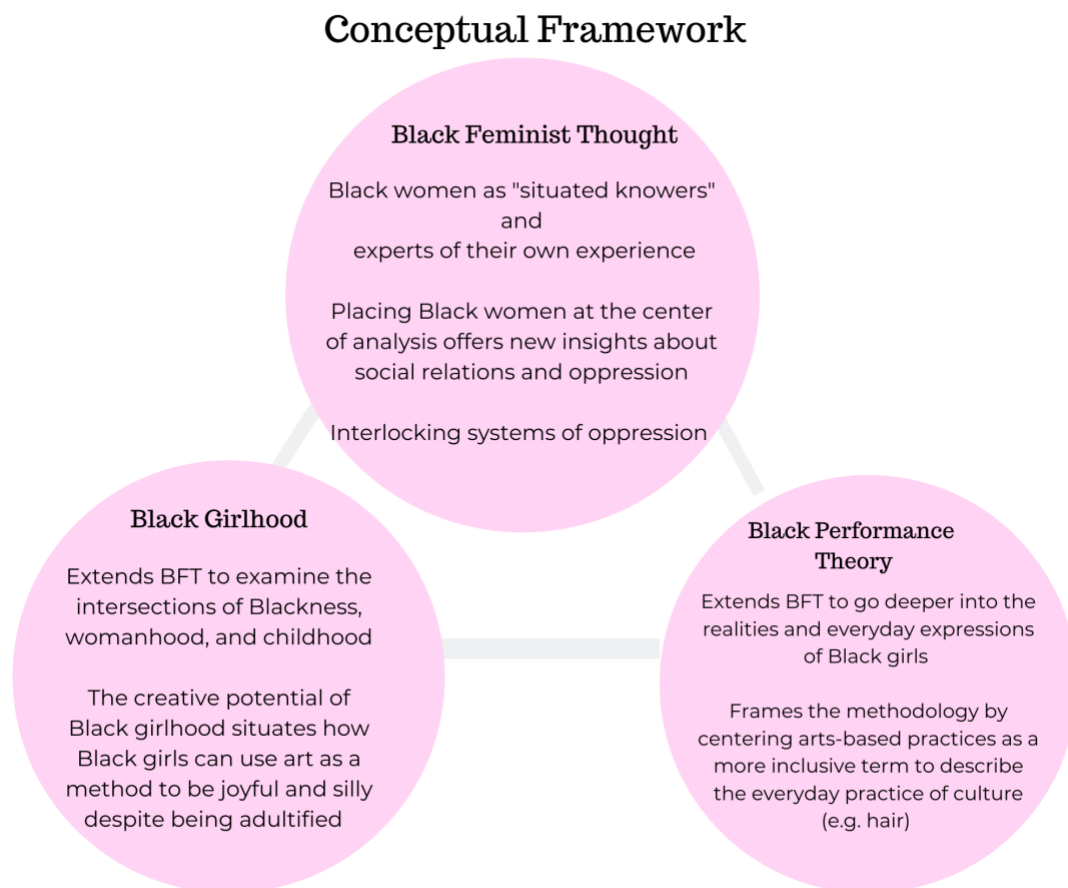 Conceptual Framework
Black Feminist Thought
Black women as "situated knowers"
and
experts of their own experience
Placing Black women at the center
of analysis offers new insights about
social relations and oppression
Interlocking systems of oppression
Black Girlhood
Extends BFT to examine the
intersections of Blackness,
womanhood, and childhood
The creative potential of
Black girlhood situates how
Black girls can use art as a
method to be joyful and silly
despite being adultified
Black Performance
Theory
Extends BFT to go deeper into the
realities and everyday expressions
of Black girls
Frames the methodology by
centering arts-based practices as a
more inclusive term to describe
the everyday practice of culture
(e.g. hair)